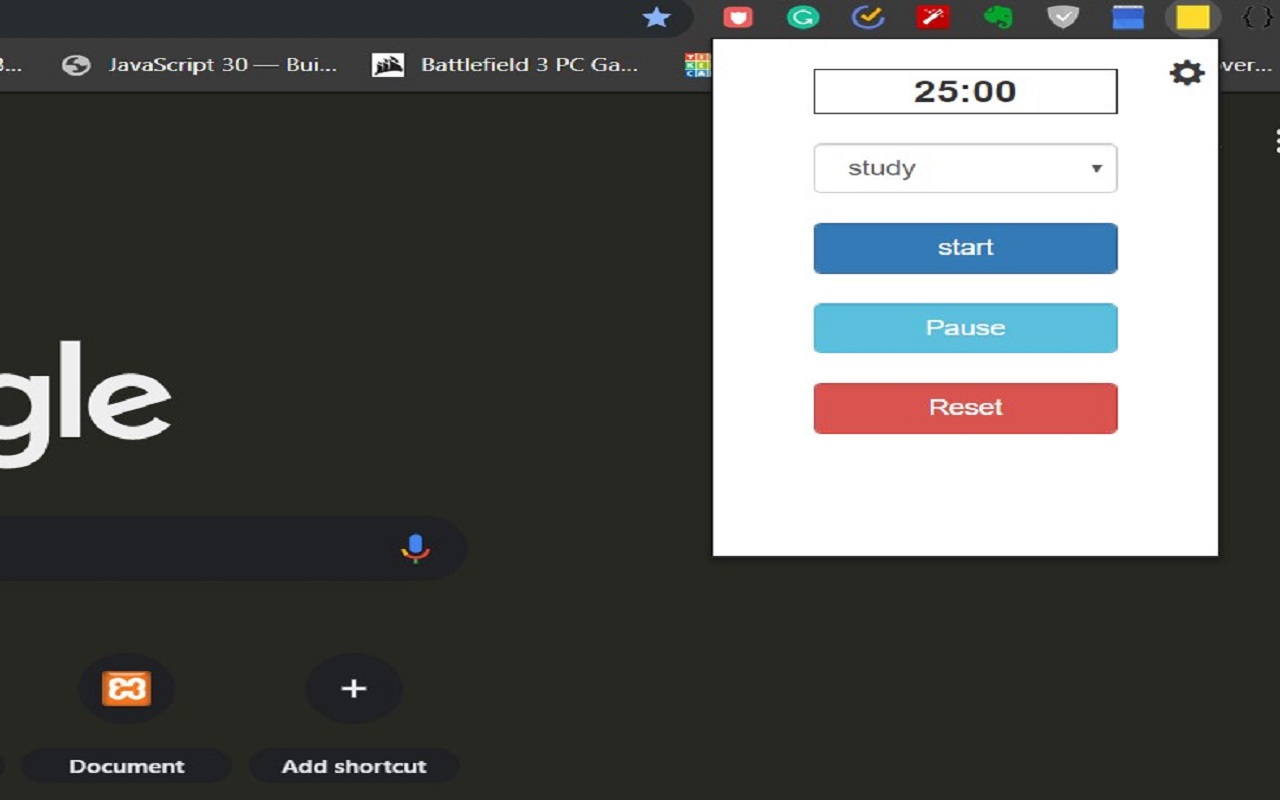 JavaScript 30 — Bui...
Battlefield 3 PC Ga...
ver...
25:00
study
start
Pause
Reset
gle
Document
Add shortcut